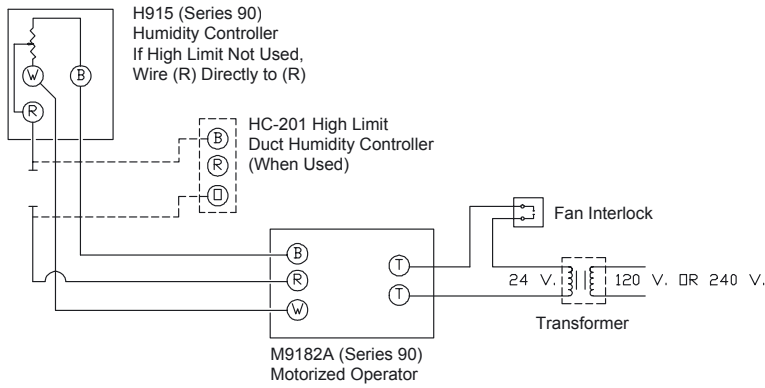 H915 (Series 90)
Humidity Controller
If High Limit Not Used,
Wire (R) Directly to (R)
W
B
R
HC-201 High Limit
Duct Humidity Controller
(When Used)
B
R
O
Fan Interlock
B
R
W
T
T
24 V.
120 V. OR 240 V.
Transformer
M9182A (Series 90)
Motorized Operator